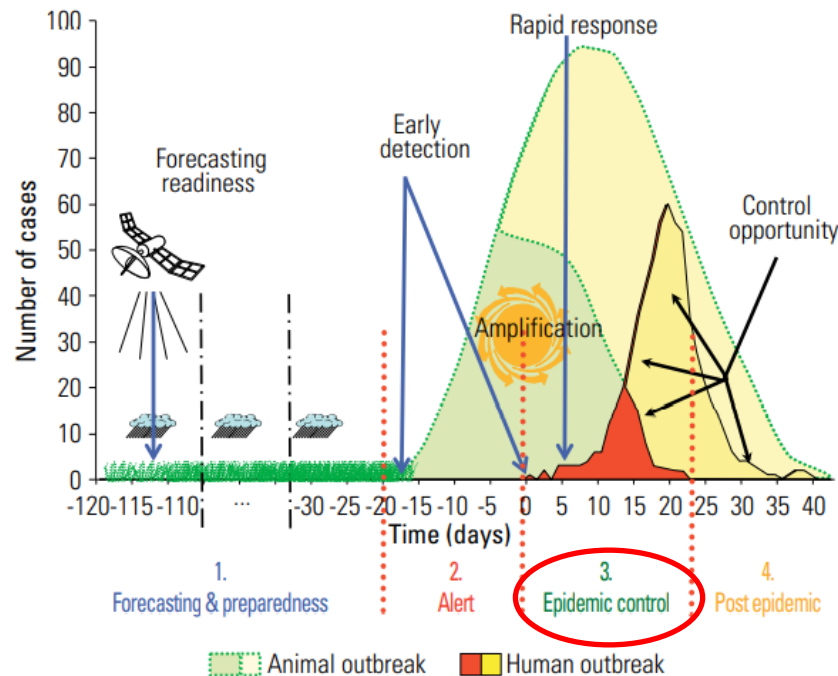 Rapid response
Early
detection
Forecasting
readiness
Control
opportunity
Amplification
Number of cases
100
90
80
70
60
50
40
30
20
10
0
-120 -115 -110 ... -30 -25 -20 -15 -10 -5 0 5 10 15 20 25 30 35 40
Time (days)
1.
Forecasting & preparedness
2.
Alert
3.
Epidemic control
4.
Post epidemic
Animal outbreak
Human outbreak